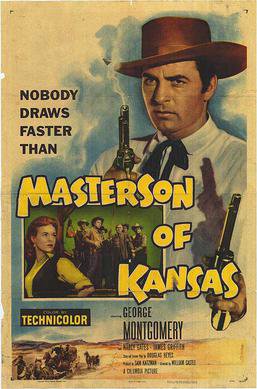 NOBODY
DRAWS
FASTER
THAN
MASTERSON
OF
KANSAS
COLOR BY
TECHNICOLOR
GEORGE
MONTGOMERY
NANCY GATES · JAMES GRIFFITH
Story and Screen Play by DOUGLAS HEYES
Produced by SAM KATZMAN · Directed by WILLIAM CASTLE
A COLUMBIA PICTURE